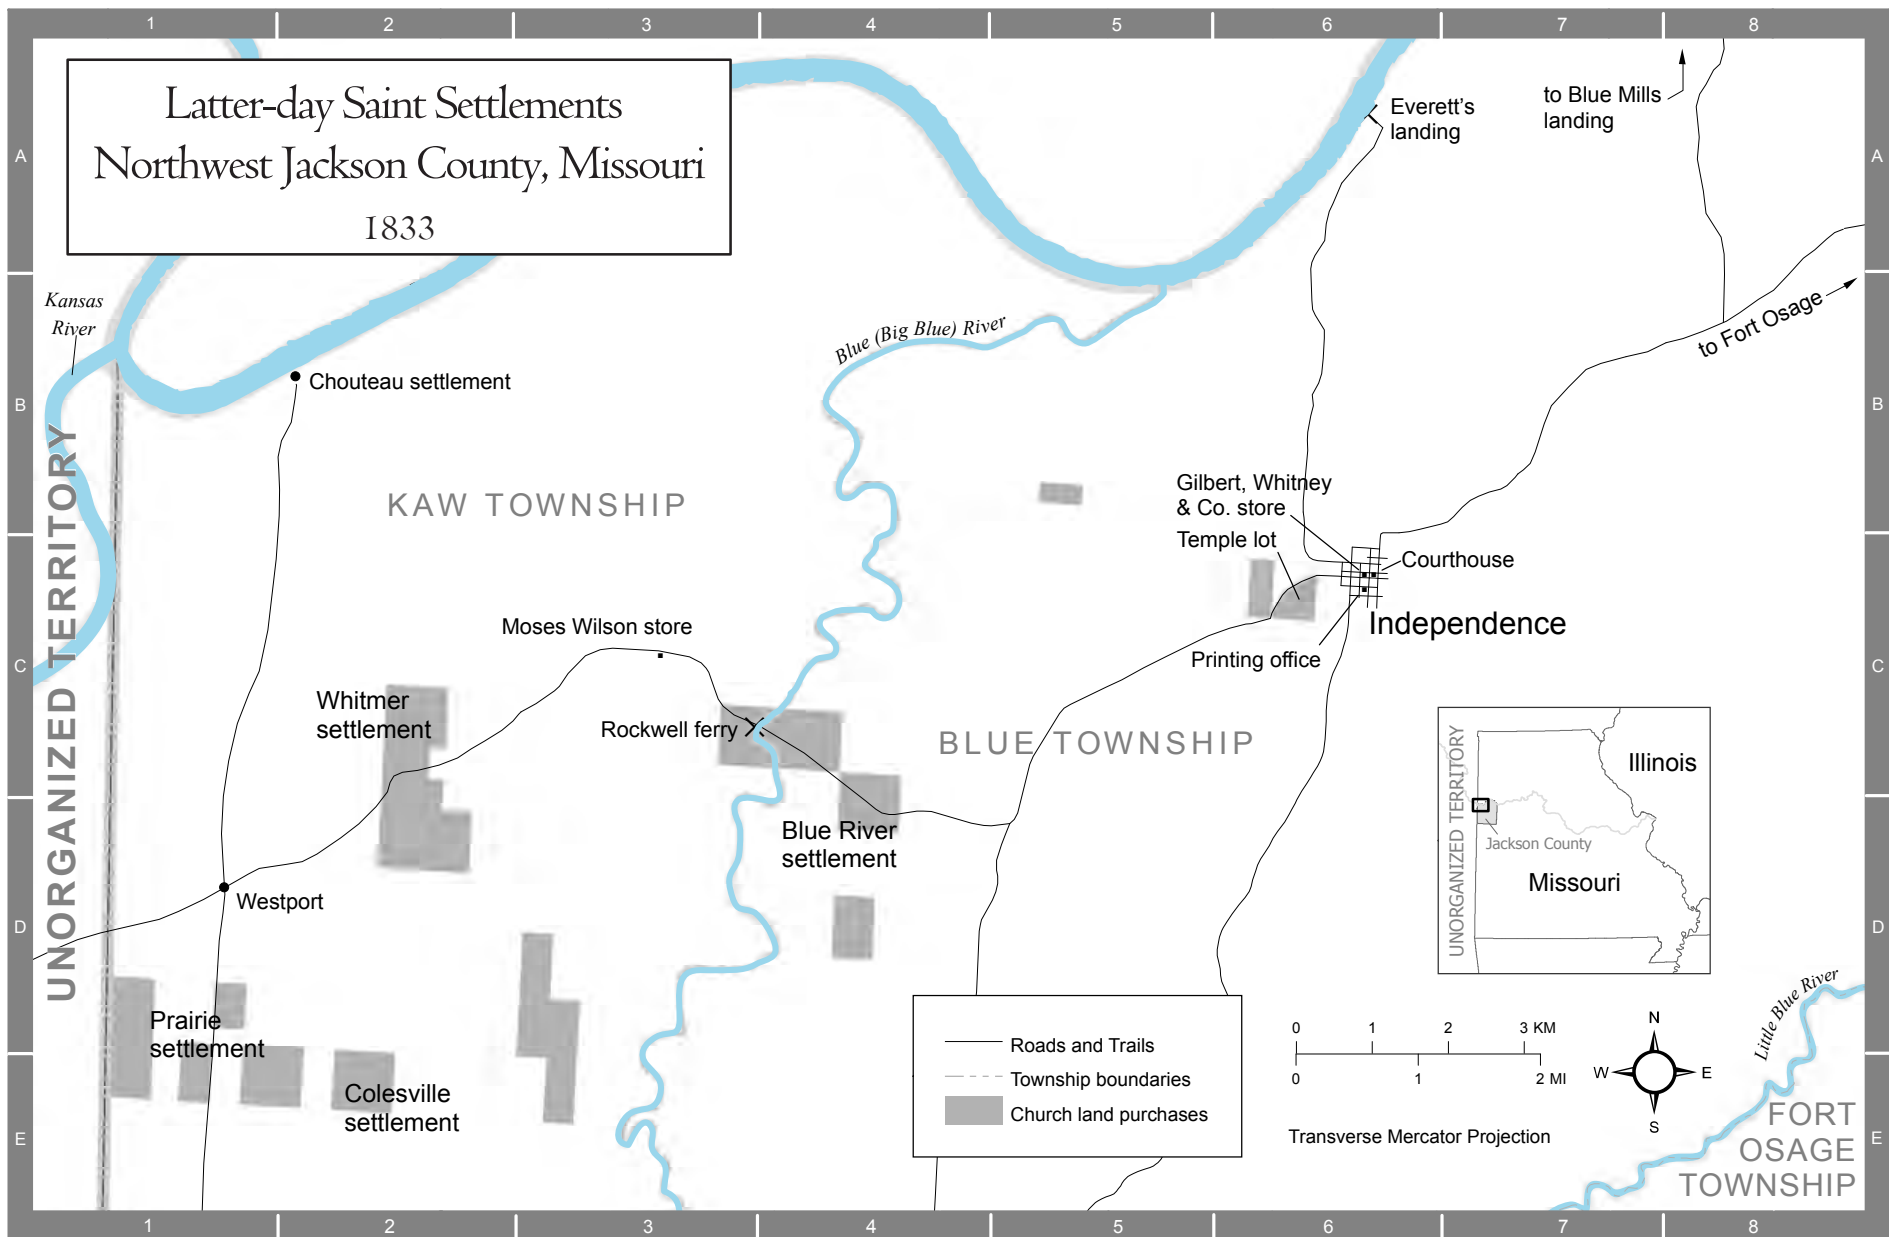 1 2 3 4 5 6 7 8
Latter-day Saint Settlements
Northwest Jackson County, Missouri
1833
A
A
Everett's
landing
to Blue Mills
landing
Kansas
River
Blue (Big Blue) River
to Fort Osage
Chouteau settlement
B
B
UNORGANIZED TERRITORY
KAW TOWNSHIP
Gilbert, Whitney
& Co. store
Temple lot
Courthouse
Independence
Printing office
Moses Wilson store
C
C
Whitmer
settlement
Rockwell ferry
BLUE TOWNSHIP
Blue River
settlement
Westport
D
D
UNORGANIZED TERRITORY
Illinois
Jackson County
Missouri
Prairie
settlement
Colesville
settlement
Roads and Trails
Township boundaries
Church land purchases
0 1 2 3 KM
0 1 2 MI
Transverse Mercator Projection
N
W E
S
Little Blue River
FORT
OSAGE
TOWNSHIP
E
E
1 2 3 4 5 6 7 8